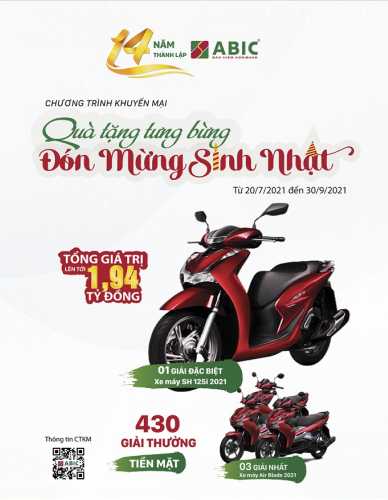 14 NĂM
THÀNH LẬP
ABIC
BẢO HIỂM AGRIBANK
CHƯƠNG TRÌNH KHUYẾN MẠI
Quà tặng tưng bừng
Đón Mừng Sinh Nhật
Từ 20/7/2021 đến 30/9/2021
TỔNG GIÁ TRỊ
LÊN TỚI
1,94
TỶ ĐỒNG
01 GIẢI ĐẶC BIỆT
Xe máy SH 125i 2021
430
GIẢI THƯỞNG
TIỀN MẶT
Thông tin CTKM
ABIC
03 GIẢI NHẤT
Xe máy Air Blade 2021